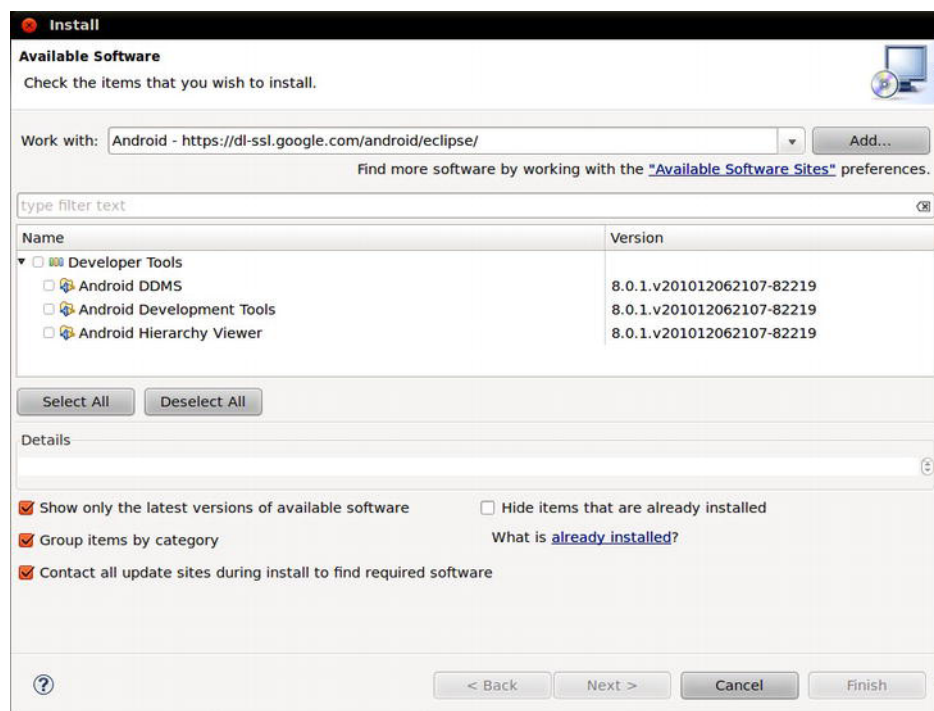 Install
Available Software
Check the items that you wish to install.
Work with: Android - https://dl-ssl.google.com/android/eclipse/ Add...
Find more software by working with the "Available Software Sites" preferences.
type filter text
Name Version
Developer Tools
Android DDMS 8.0.1.v201012062107-82219
Android Development Tools 8.0.1.v201012062107-82219
Android Hierarchy Viewer 8.0.1.v201012062107-82219
Select All Deselect All
Details
Show only the latest versions of available software Hide items that are already installed
Group items by category What is already installed?
Contact all update sites during install to find required software
? < Back Next > Cancel Finish